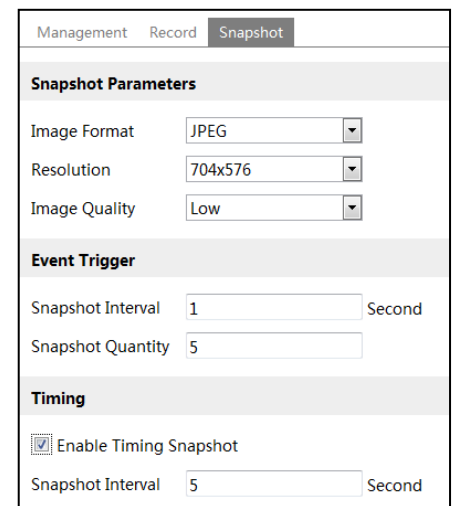 Management Record Snapshot
Snapshot Parameters
Image Format JPEG
Resolution 704x576
Image Quality Low
Event Trigger
Snapshot Interval 1 Second
Snapshot Quantity 5
Timing
Enable Timing Snapshot
Snapshot Interval 5 Second